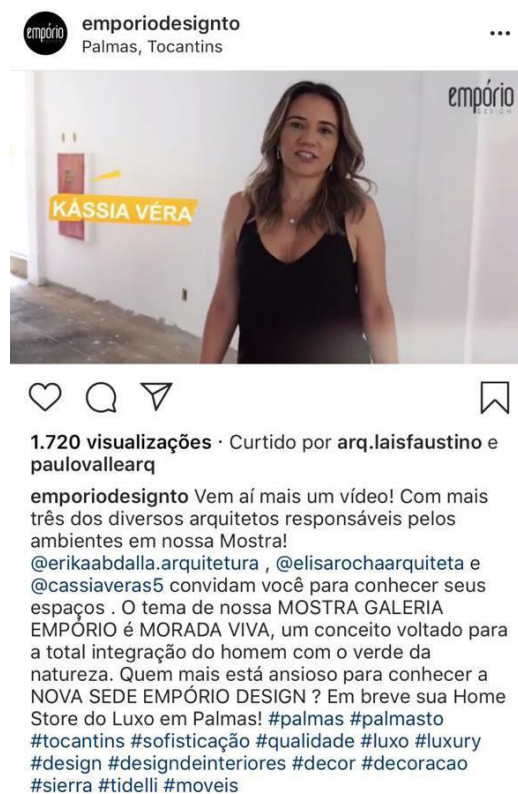 empório
emporiodesignto
Palmas, Tocantins
empório
DESIGN
KÁSSIA VÉRA
1.720 visualizações · Curtido por arq.laisfaustino e
paulovallearq
emporiodesignto Vem aí mais um vídeo! Com mais
três dos diversos arquitetos responsáveis pelos
ambientes em nossa Mostra!
@erikaabdalla.arquitetura , @elisarochaarquiteta e
@cassiaveras5 convidam você para conhecer seus
espaços . O tema de nossa MOSTRA GALERIA
EMPÓRIO é MORADA VIVA, um conceito voltado para
a total integração do homem com o verde da
natureza. Quem mais está ansioso para conhecer a
NOVA SEDE EMPÓRIO DESIGN ? Em breve sua Home
Store do Luxo em Palmas! #palmas #palmasto
#tocantins #sofisticação #qualidade #luxo #luxury
#design #designdeinteriores #decor #decoracao
#sierra #tidelli #moveis